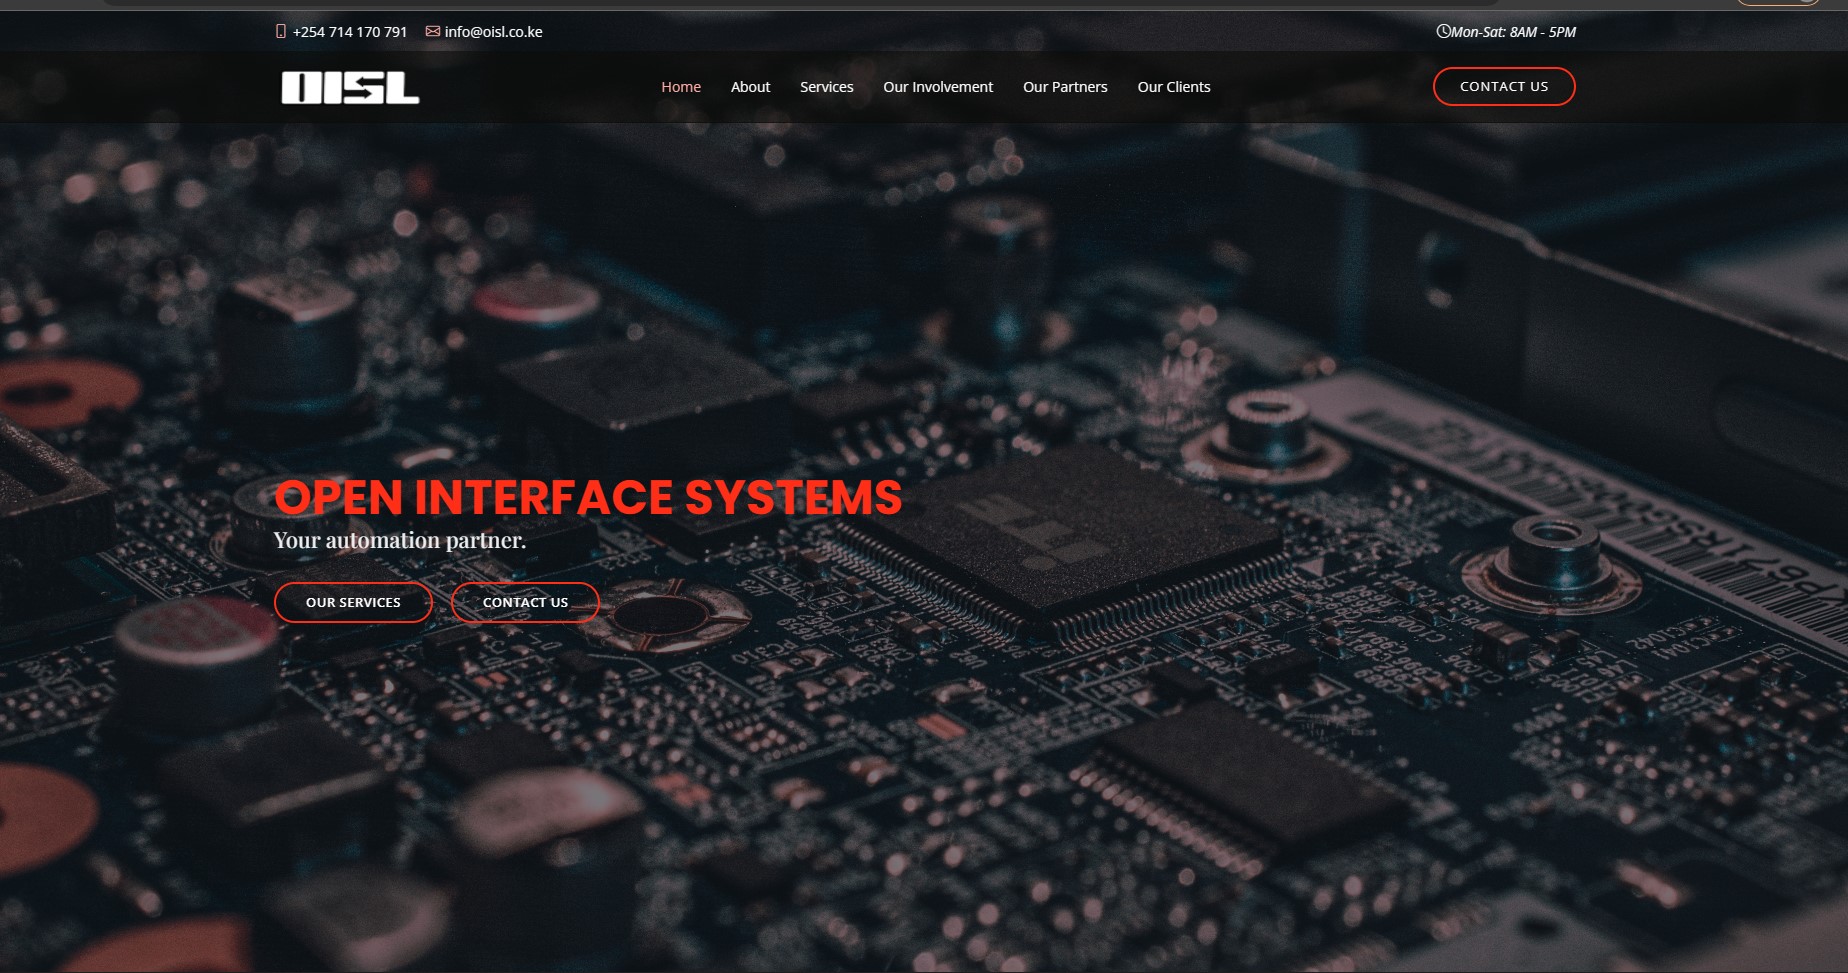 +254 714 170 791 info@oisl.co.ke Mon-Sat: 8AM - 5PM
OISL Home About Services Our Involvement Our Partners Our Clients CONTACT US
OPEN INTERFACE SYSTEMS
Your automation partner.
OUR SERVICES CONTACT US